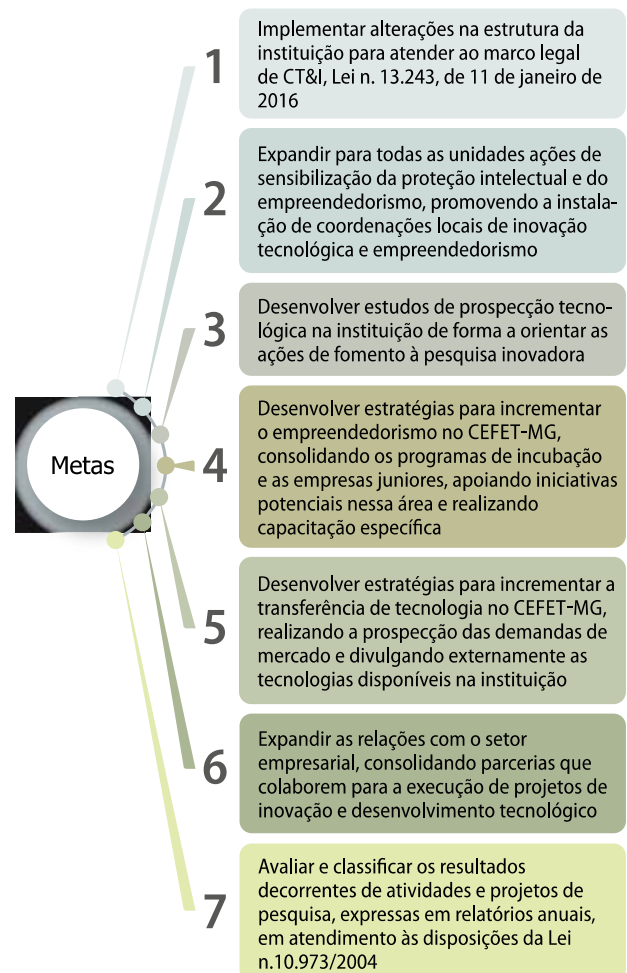 Metas
1
Implementar alterações na estrutura da
instituição para atender ao marco legal
de CT&I, Lei n. 13.243, de 11 de janeiro de
2016
2
Expandir para todas as unidades ações de
sensibilização da proteção intelectual e do
empreendedorismo, promovendo a instala-
ção de coordenações locais de inovação
tecnológica e empreendedorismo
3
Desenvolver estudos de prospecção tecno-
lógica na instituição de forma a orientar as
ações de fomento à pesquisa inovadora
4
Desenvolver estratégias para incrementar
o empreendedorismo no CEFET-MG,
consolidando os programas de incubação
e as empresas juniores, apoiando iniciativas
potenciais nessa área e realizando
capacitação específica
5
Desenvolver estratégias para incrementar a
transferência de tecnologia no CEFET-MG,
realizando a prospecção das demandas de
mercado e divulgando externamente as
tecnologias disponíveis na instituição
6
Expandir as relações com o setor
empresarial, consolidando parcerias que
colaborem para a execução de projetos de
inovação e desenvolvimento tecnológico
7
Avaliar e classificar os resultados
decorrentes de atividades e projetos de
pesquisa, expressas em relatórios anuais,
em atendimento às disposições da Lei
n.10.973/2004